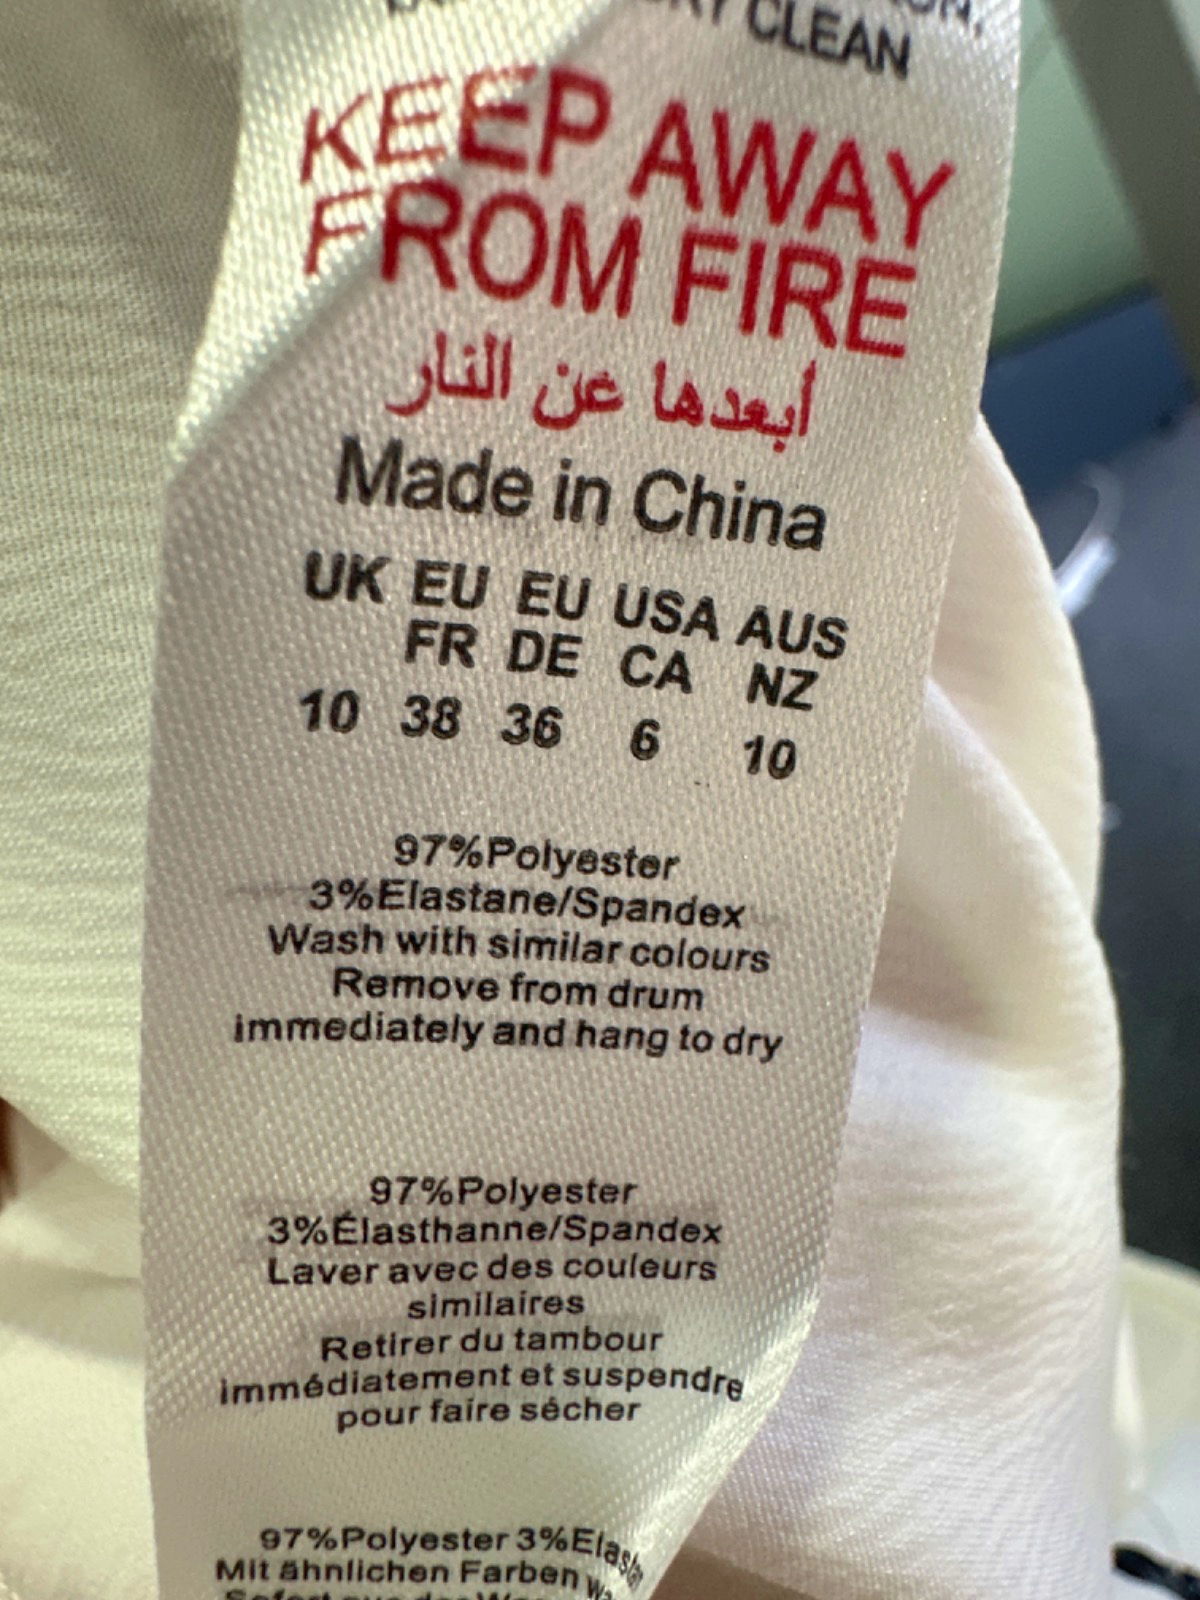 CLEAN
KEEP AWAY
FROM FIRE
أبعدها عن النار
Made in China
UK EU EU USA AUS
FR DE CA NZ
10 38 36 6 10
97%Polyester
3%Elastane/Spandex
Wash with similar colours
Remove from drum
immediately and hang to dry
97%Polyester
3%Élasthanne/Spandex
Laver avec des couleurs
similaires
Retirer du tambour
immédiatement et suspendre
pour faire sécher
97%Polyester 3%Elastan
Mit ähnlichen Farben